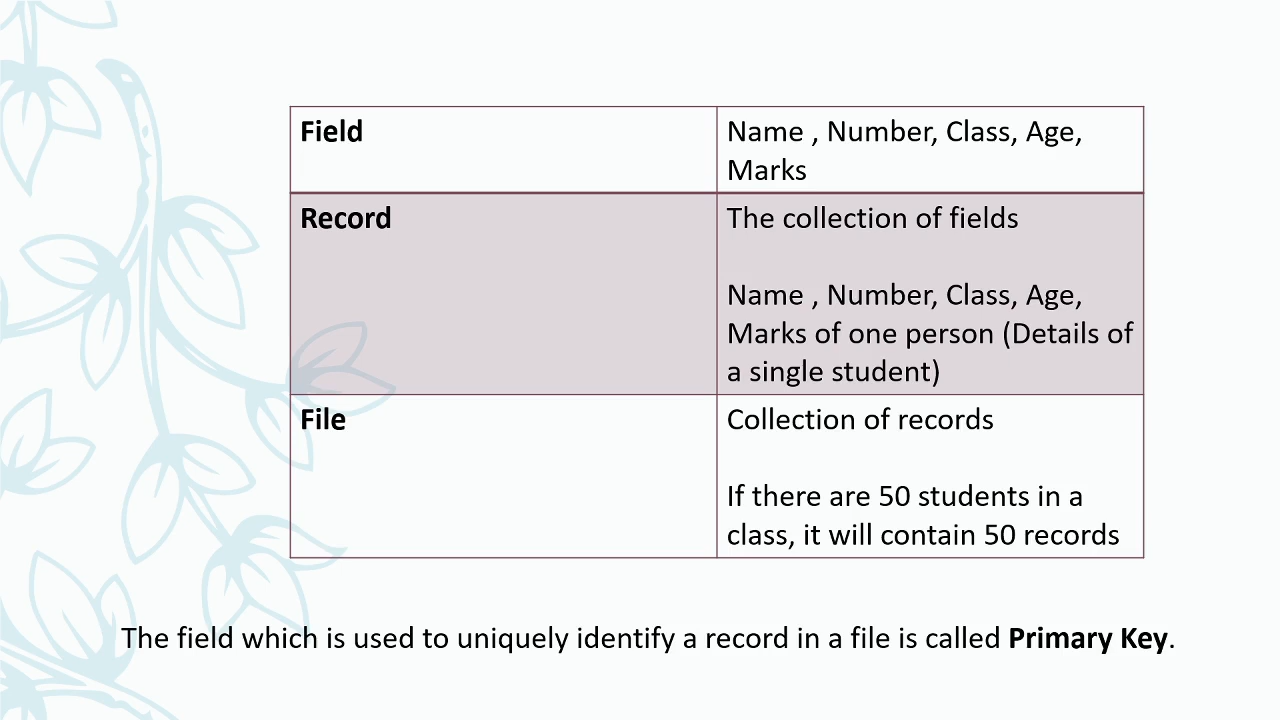 Field
Name , Number, Class, Age,
Marks
Record
The collection of fields
Name , Number, Class, Age,
Marks of one person (Details of
a single student)
File
Collection of records
If there are 50 students in a
class, it will contain 50 records
The field which is used to uniquely identify a record in a file is called Primary Key.